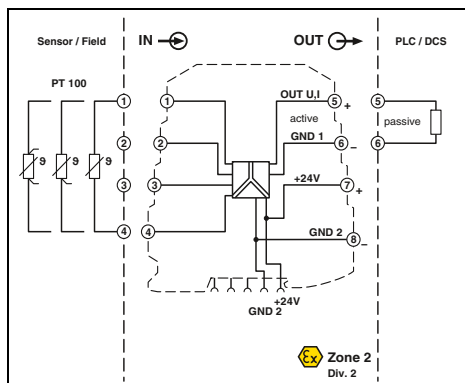 Sensor / Field
IN
OUT
PLC / DCS
PT 100
OUT U,I
active
GND 1
+24V
GND 2
passive
1
2
3
4
1
2
3
4
5
+
6
–
7
+
8
–
5
6
ϑ
ϑ
ϑ
+24V
GND 2
Ex
Zone 2
Div. 2